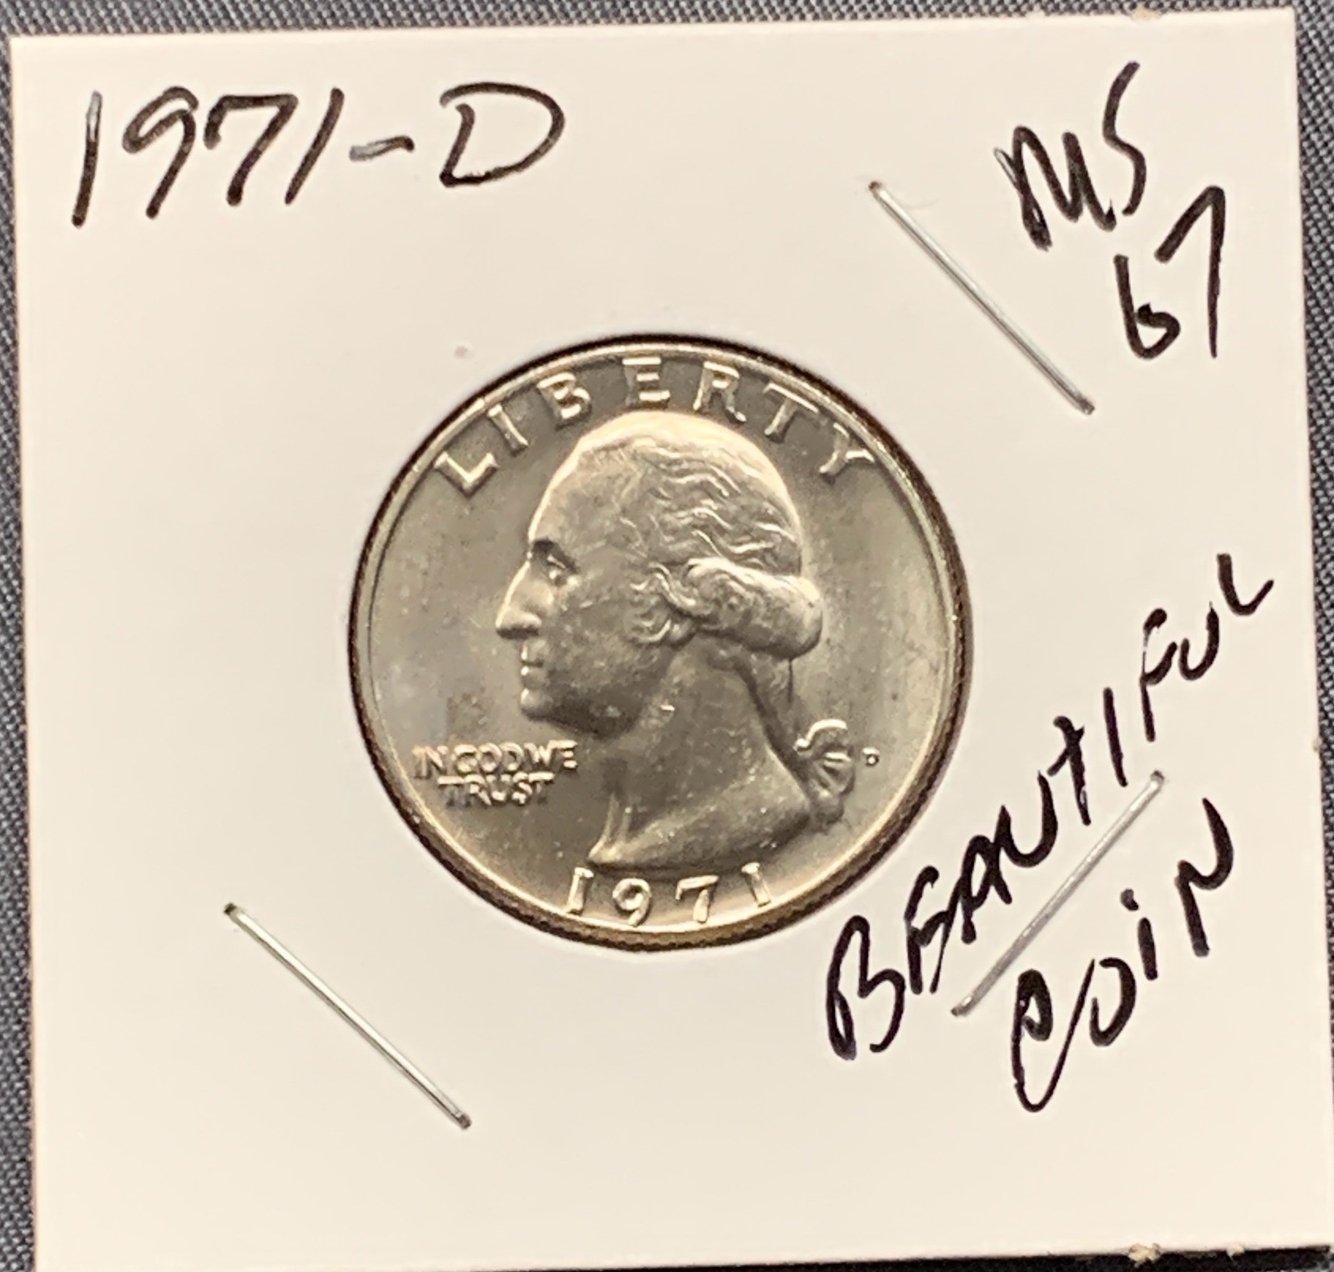 1971-D
MS
67
LIBERTY
IN GOD WE
TRUST
D
1971
BEAUTIFUL
COIN